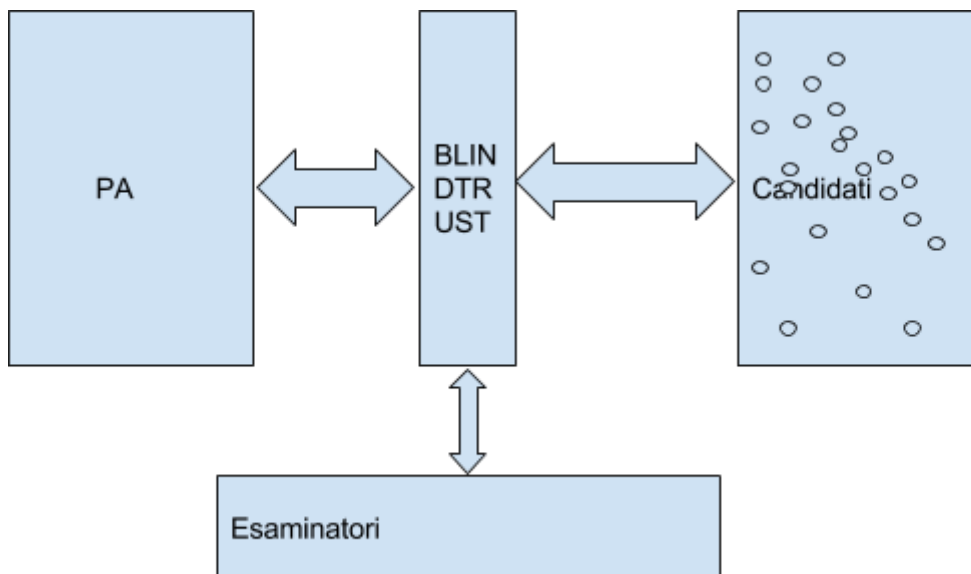 PA
BLIN
DTR
UST
Candidati
Esaminatori